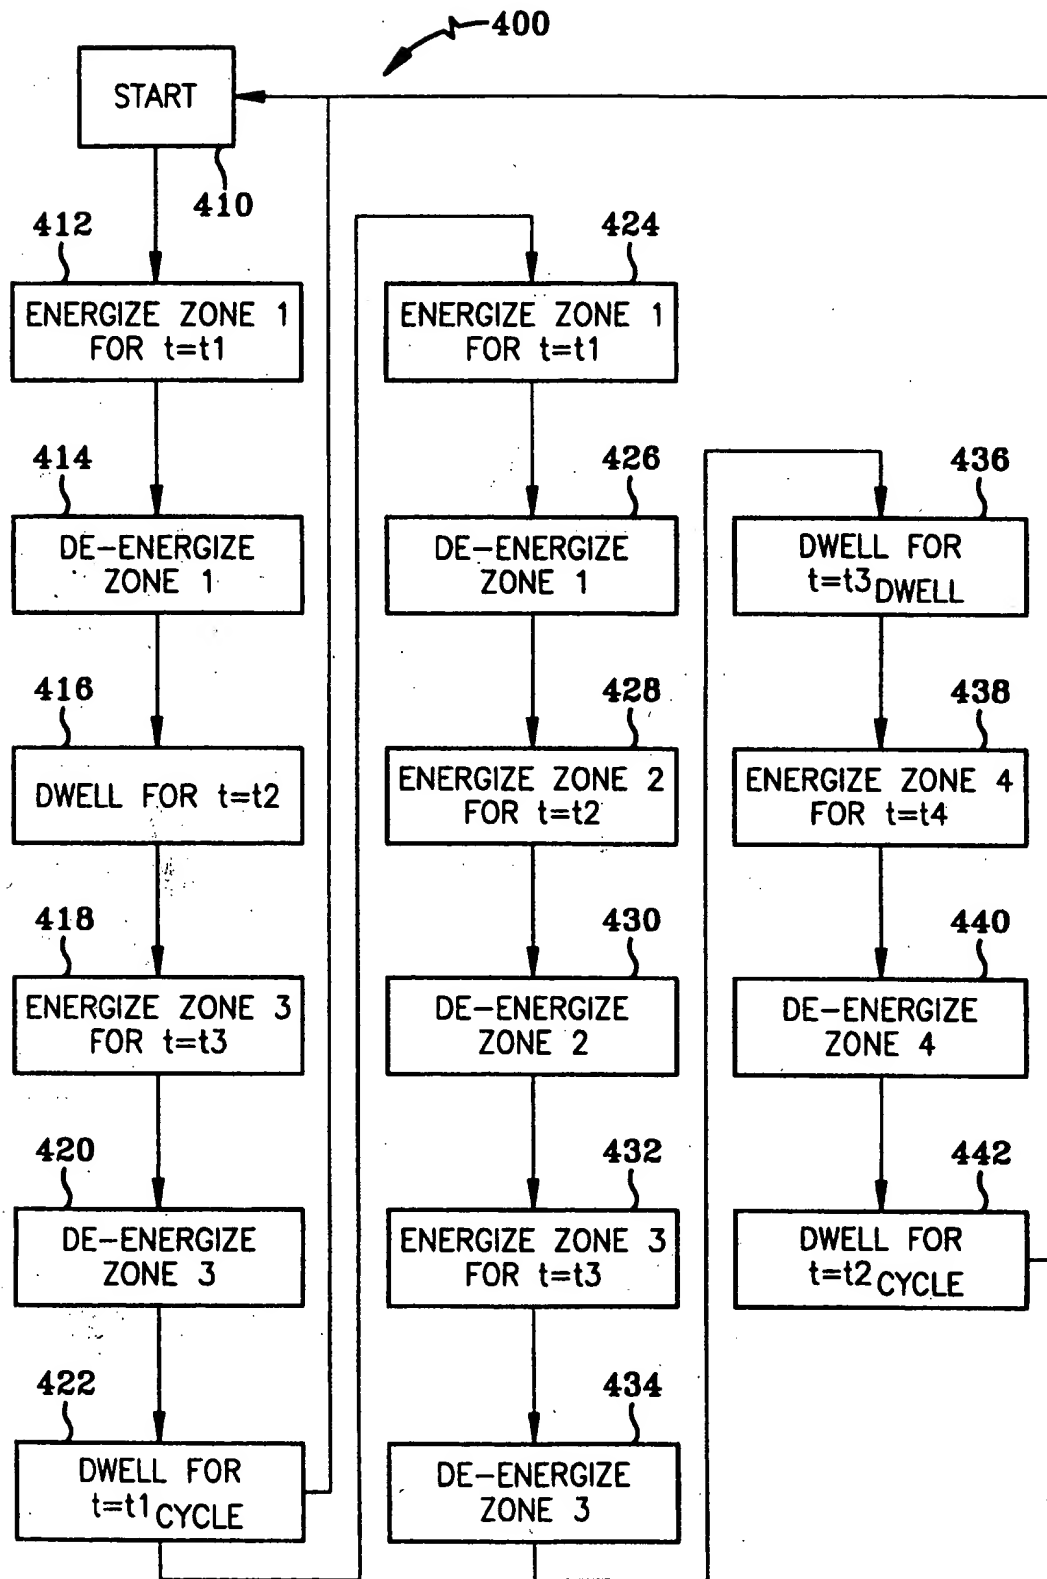 400
START
410
412
ENERGIZE ZONE 1
FOR t=t1
414
DE-ENERGIZE
ZONE 1
416
DWELL FOR t=t2
418
ENERGIZE ZONE 3
FOR t=t3
420
DE-ENERGIZE
ZONE 3
422
DWELL FOR
t=t1CYCLE
424
ENERGIZE ZONE 1
FOR t=t1
426
DE-ENERGIZE
ZONE 1
428
ENERGIZE ZONE 2
FOR t=t2
430
DE-ENERGIZE
ZONE 2
432
ENERGIZE ZONE 3
FOR t=t3
434
DE-ENERGIZE
ZONE 3
436
DWELL FOR
t=t3DWELL
438
ENERGIZE ZONE 4
FOR t=t4
440
DE-ENERGIZE
ZONE 4
442
DWELL FOR
t=t2CYCLE